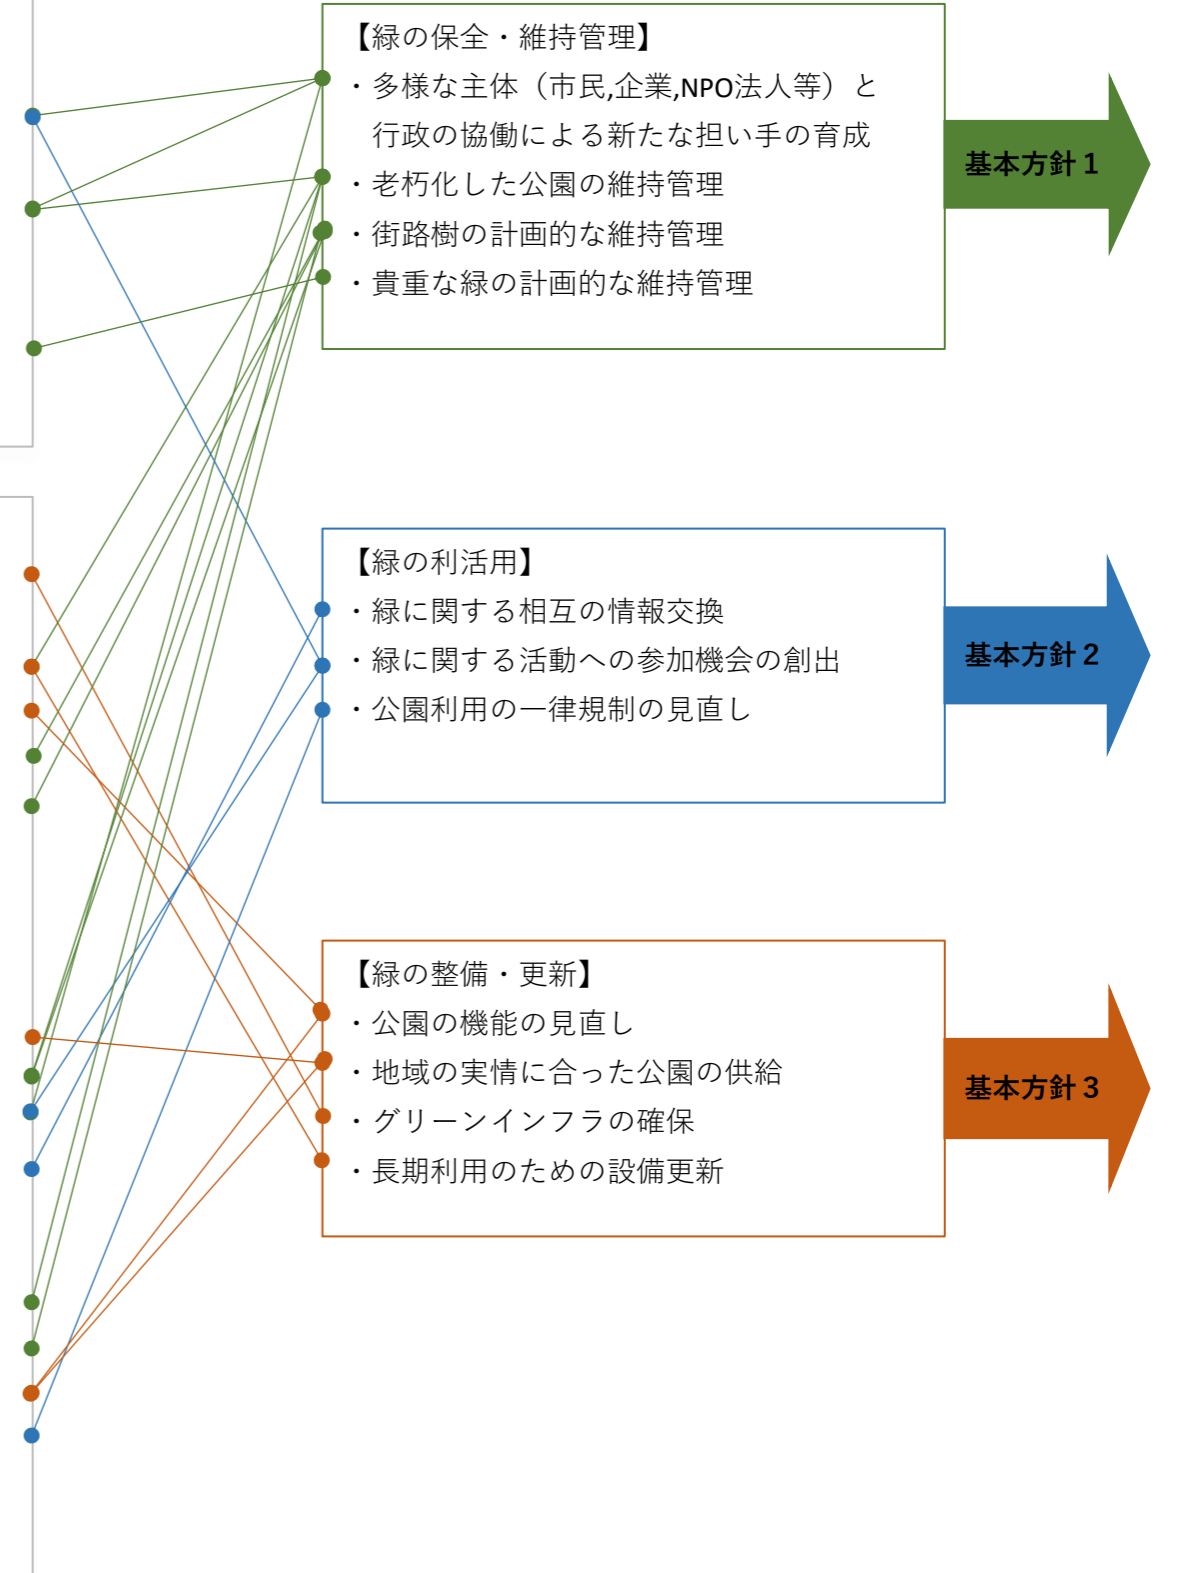 【緑の保全・維持管理】
・多様な主体（市民,企業,NPO法人等）と
行政の協働による新たな担い手の育成
・老朽化した公園の維持管理
・街路樹の計画的な維持管理
・貴重な緑の計画的な維持管理
基本方針１
【緑の利活用】
・緑に関する相互の情報交換
・緑に関する活動への参加機会の創出
・公園利用の一律規制の見直し
基本方針２
【緑の整備・更新】
・公園の機能の見直し
・地域の実情に合った公園の供給
・グリーンインフラの確保
・長期利用のための設備更新
基本方針３